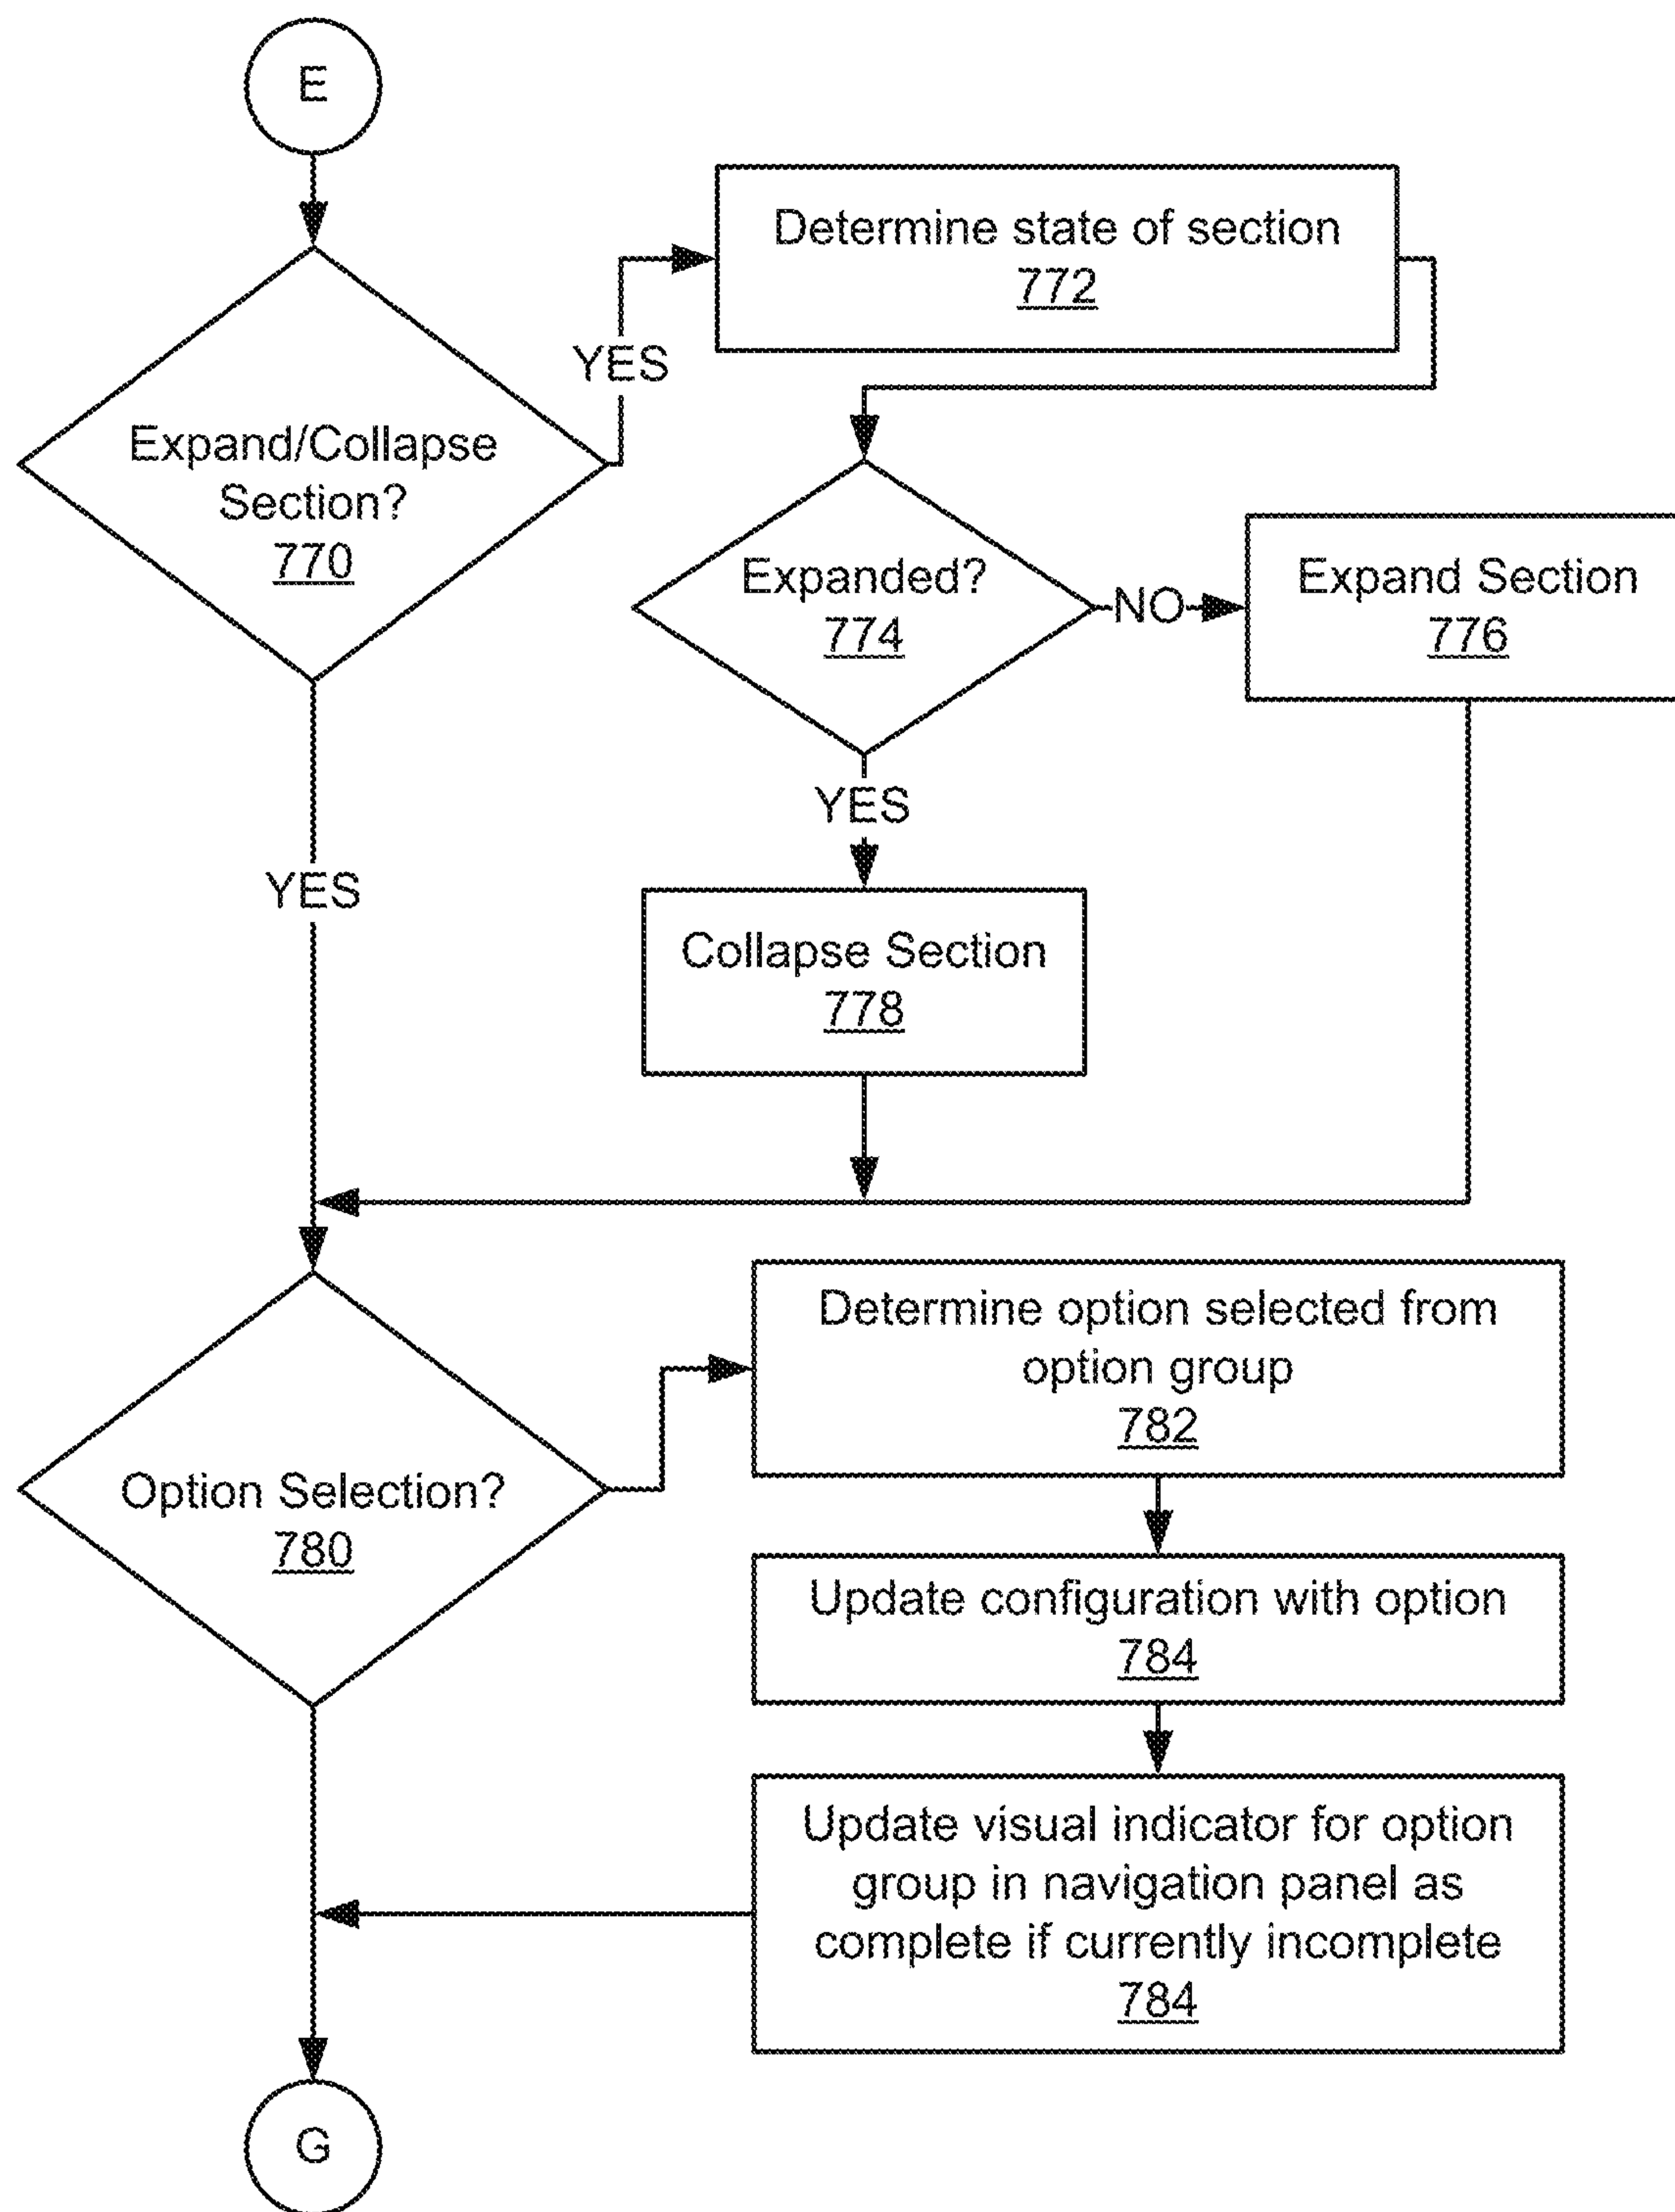 E
Determine state of section
772
YES
Expand/Collapse
Section?
770
Expanded?
774
NO
Expand Section
776
YES
YES
Collapse Section
778
Determine option selected from
option group
782
Option Selection?
780
Update configuration with option
784
Update visual indicator for option
group in navigation panel as
complete if currently incomplete
784
G